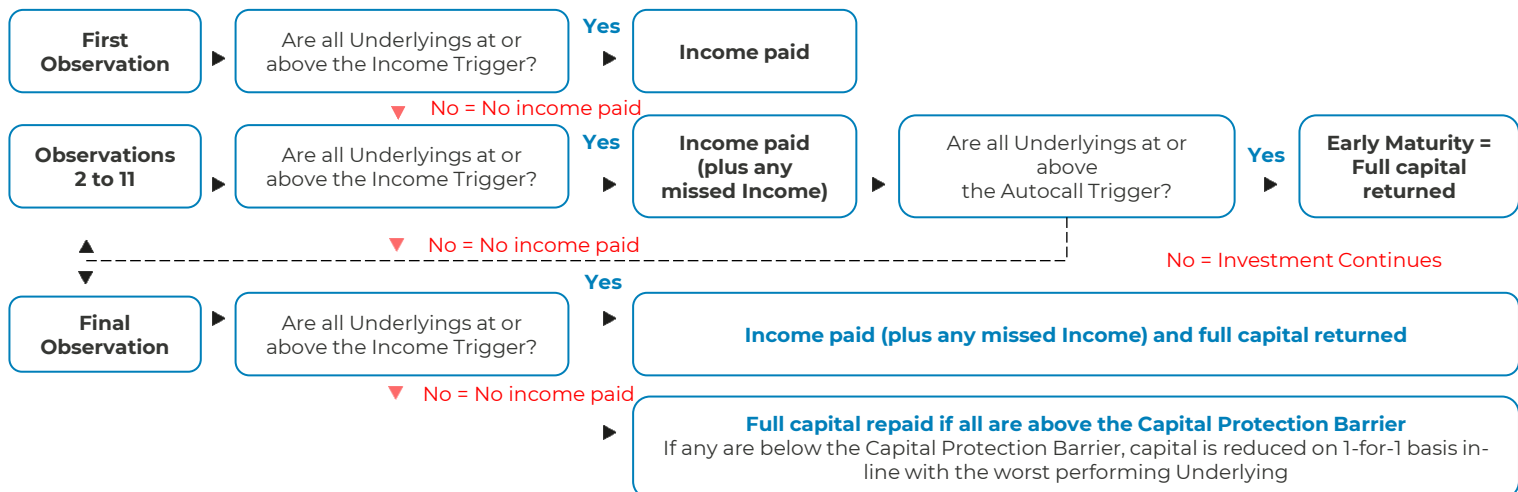 First
Observation
Are all Underlyings at or
above the Income Trigger?
Yes
Income paid
No = No income paid
Observations
2 to 11
Are all Underlyings at or
above the Income Trigger?
Yes
Income paid
(plus any
missed Income)
Are all Underlyings at or
above
the Autocall Trigger?
Yes
Early Maturity =
Full capital
returned
No = No income paid
No = Investment Continues
Final
Observation
Are all Underlyings at or
above the Income Trigger?
Yes
Income paid (plus any missed Income) and full capital returned
No = No income paid
Full capital repaid if all are above the Capital Protection Barrier
If any are below the Capital Protection Barrier, capital is reduced on 1-for-1 basis in-
line with the worst performing Underlying